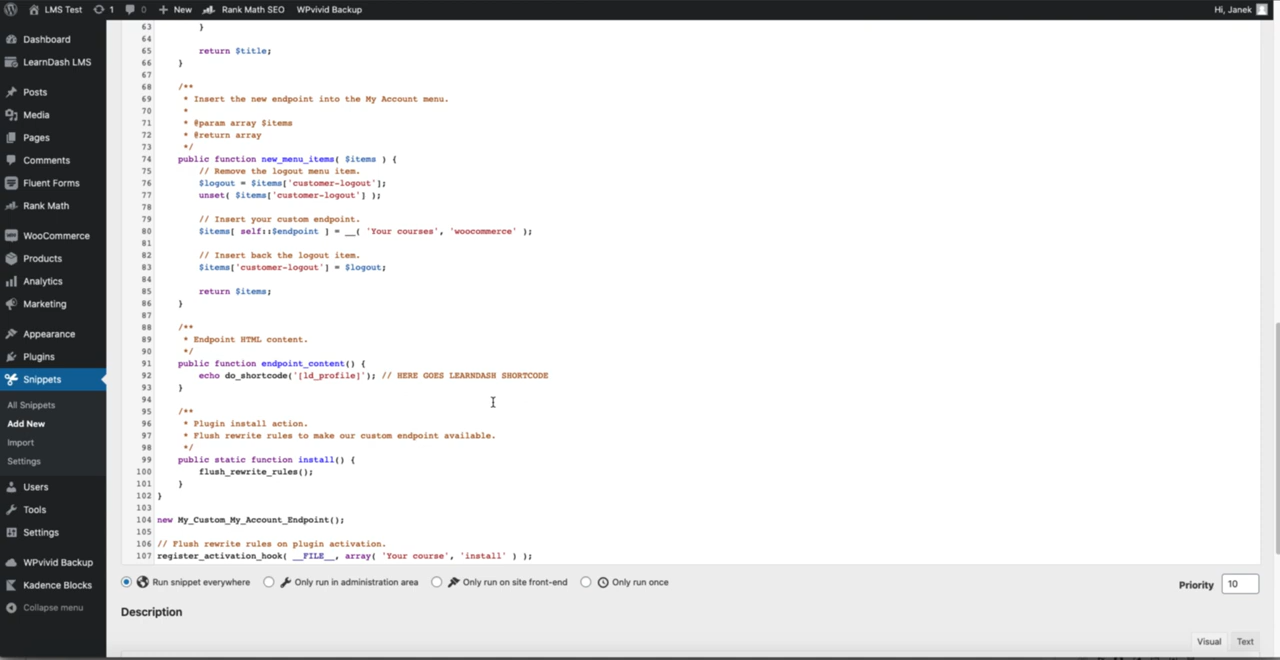 LMS Test 1 0 New Rank Math SEO WPvivid Backup Hi, Janek
Dashboard
LearnDash LMS
Posts
Media
Pages
Comments
Fluent Forms
Rank Math
WooCommerce
Products
Analytics
Marketing
Appearance
Plugins
Snippets
All Snippets
Add New
Import
Settings
Users
Tools
Settings
WPvivid Backup
Kadence Blocks
Collapse menu
63 }
64
65 return $title;
66 }
67
68 /**
69 * Insert the new endpoint into the My Account menu.
70 *
71 * @param array $items
72 * @return array
73 */
74 public function new_menu_items( $items ) {
75 // Remove the logout menu item.
76 $logout = $items['customer-logout'];
77 unset( $items['customer-logout'] );
78
79 // Insert your custom endpoint.
80 $items[ self::$endpoint ] = __( 'Your courses', 'woocommerce' );
81
82 // Insert back the logout item.
83 $items['customer-logout'] = $logout;
84
85 return $items;
86 }
87
88 /**
89 * Endpoint HTML content.
90 */
91 public function endpoint_content() {
92 echo do_shortcode('[ld_profile]'); // HERE GOES LEARNDASH SHORTCODE
93 }
94
95 /**
96 * Plugin install action.
97 * Flush rewrite rules to make our custom endpoint available.
98 */
99 public static function install() {
100 flush_rewrite_rules();
101 }
102 }
103
104 new My_Custom_My_Account_Endpoint();
105
106 // Flush rewrite rules on plugin activation.
107 register_activation_hook( __FILE__, array( 'Your course', 'install' ) );
Run snippet everywhere Only run in administration area Only run on site front-end Only run once Priority 10
Description
Visual Text